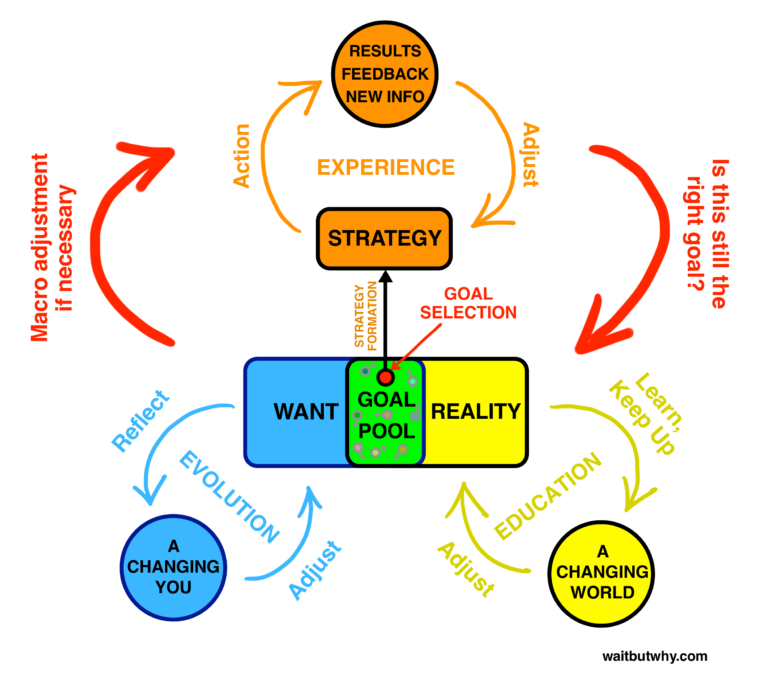 RESULTS
FEEDBACK
NEW INFO
Action
EXPERIENCE
Adjust
Macro adjustment
if necessary
Is this still the
right goal?
STRATEGY
STRATEGY
FORMATION
GOAL
SELECTION
WANT
GOAL
POOL
REALITY
Reflect
EVOLUTION
Adjust
A
CHANGING
YOU
Learn,
Keep Up
EDUCATION
Adjust
A
CHANGING
WORLD
waitbutwhy.com